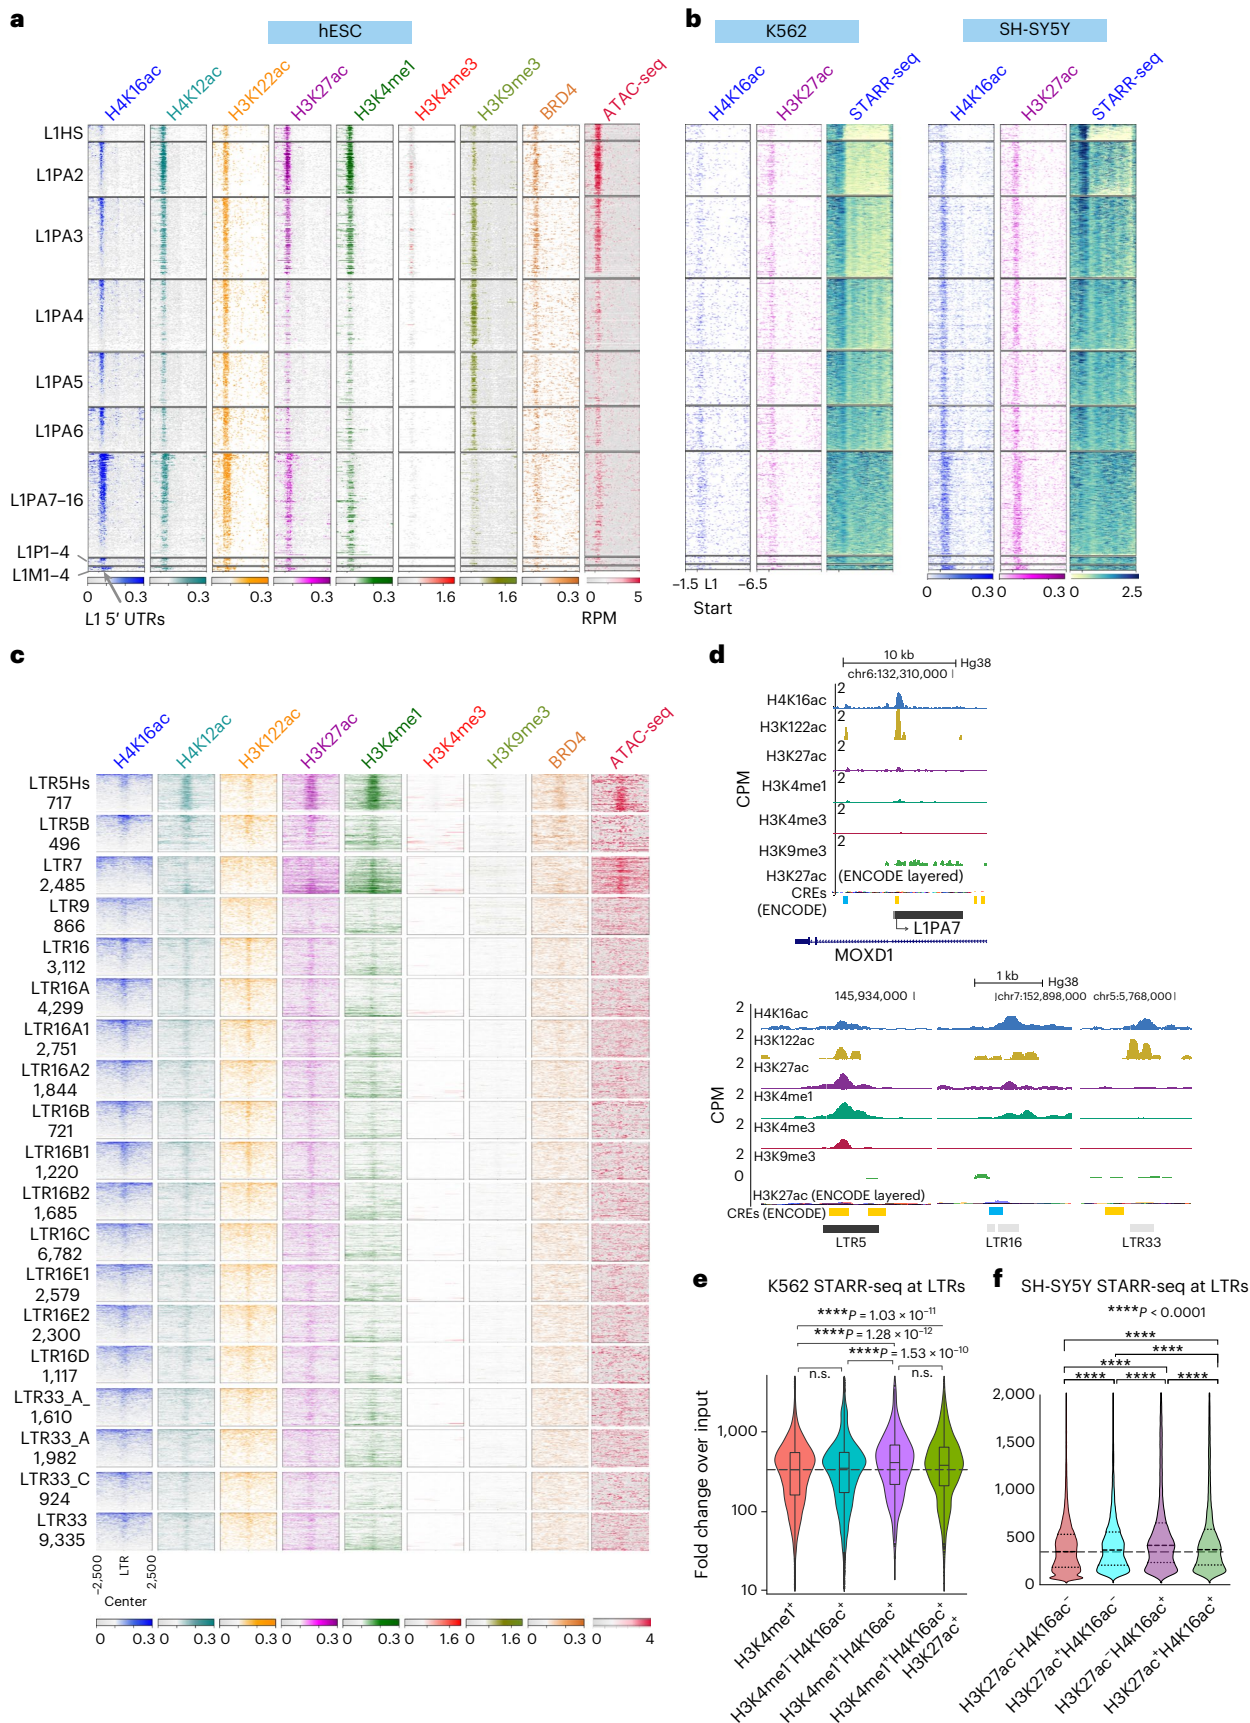 a
hESC
H4K16ac H4K12ac H3K122ac H3K27ac H3K4me1 H3K4me3 H3K9me3 BRD4 ATAC-seq
L1HS
L1PA2
L1PA3
L1PA4
L1PA5
L1PA6
L1PA7–16
L1P1–4
L1M1–4
0 0.3 0.3 0.3 0.3 0.3 1.6 1.6 0.3 0 5
L1 5′ UTRs
RPM
b
K562
SH-SY5Y
H4K16ac H3K27ac STARR-seq H4K16ac H3K27ac STARR-seq
–1.5 L1 –6.5
Start
0 0.3 0 0.3 0 2.5
c
H4K16ac H4K12ac H3K122ac H3K27ac H3K4me1 H3K4me3 H3K9me3 BRD4 ATAC-seq
LTR5Hs
717
LTR5B
496
LTR7
2,485
LTR9
866
LTR16
3,112
LTR16A
4,299
LTR16A1
2,751
LTR16A2
1,844
LTR16B
721
LTR16B1
1,220
LTR16B2
1,685
LTR16C
6,782
LTR16E1
2,579
LTR16E2
2,300
LTR16D
1,117
LTR33_A_
1,610
LTR33_A
1,982
LTR33_C
924
LTR33
9,335
–2,500 LTR 2,500
Center
0 0.3 0 0.3 0 0.3 0 0.3 0 0.3 0 1.6 0 1.6 0 0.3 0 4
d
10 kb Hg38
chr6:132,310,000
CPM
2
H4K16ac
2
H3K122ac
2
H3K27ac
2
H3K4me1
2
H3K4me3
2
H3K9me3
H3K27ac (ENCODE layered)
CREs
(ENCODE)
L1PA7
MOXD1
1 kb Hg38
145,934,000 chr7:152,898,000 chr5:5,768,000
CPM
2
H4K16ac
2
H3K122ac
2
H3K27ac
2
H3K4me1
2
H3K4me3
2
H3K9me3
0
H3K27ac (ENCODE layered)
CREs (ENCODE)
LTR5 LTR16 LTR33
e
K562 STARR-seq at LTRs
****P = 1.03 × 10⁻¹¹
****P = 1.28 × 10⁻¹²
****P = 1.53 × 10⁻¹⁰
n.s. n.s.
Fold change over input
1,000
100
10
H3K4me1⁺
H3K4me1⁻H4K16ac⁺
H3K4me1⁺H4K16ac⁺
H3K4me1⁺H4K16ac⁺
H3K27ac⁺
f
SH-SY5Y STARR-seq at LTRs
****P < 0.0001
****
****
****
**** **** ****
2,000
1,500
1,000
500
0
H3K27ac⁻H4K16ac⁻
H3K27ac⁺H4K16ac⁻
H3K27ac⁻H4K16ac⁺
H3K27ac⁺H4K16ac⁺